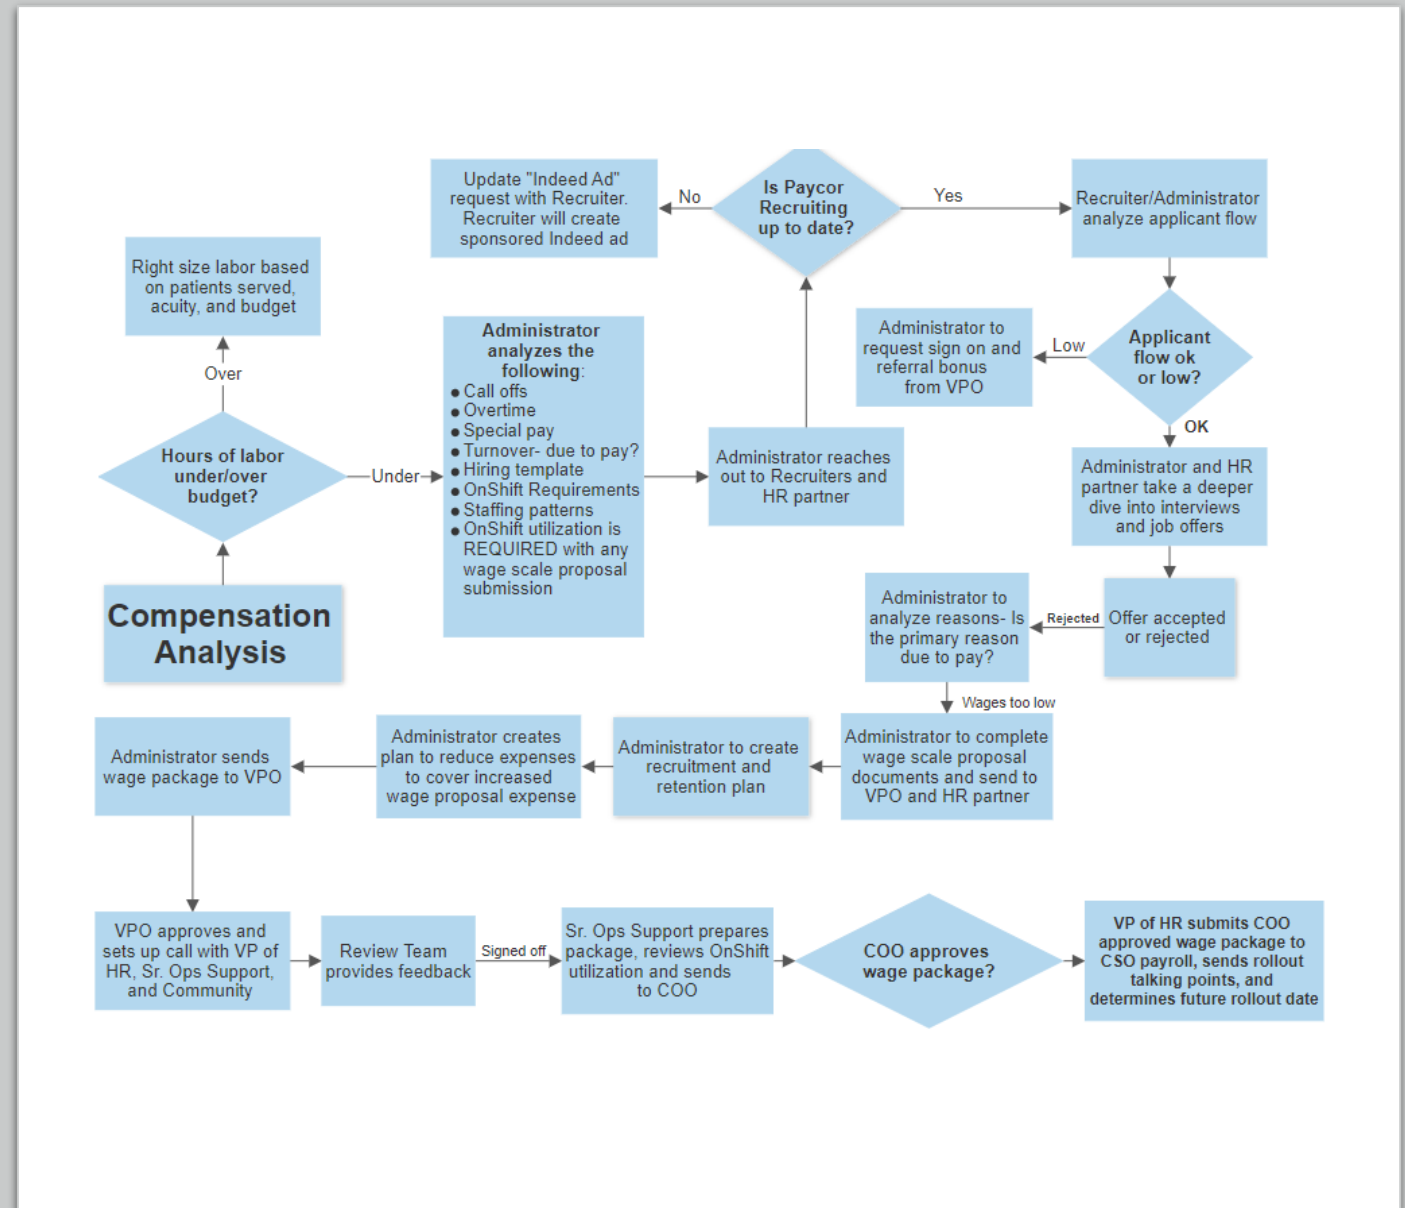 Update "Indeed Ad"
request with Recruiter.
Recruiter will create
sponsored Indeed ad
No
Is Paycor
Recruiting
up to date?
Yes
Recruiter/Administrator
analyze applicant flow
Right size labor based
on patients served,
acuity, and budget
Over
Hours of labor
under/over
budget?
Under
Compensation
Analysis
Administrator
analyzes the
following:
● Call offs
● Overtime
● Special pay
● Turnover- due to pay?
● Hiring template
● OnShift Requirements
● Staffing patterns
● OnShift utilization is
REQUIRED with any
wage scale proposal
submission
Administrator reaches
out to Recruiters and
HR partner
Administrator to
request sign on and
referral bonus
from VPO
Low
Applicant
flow ok
or low?
OK
Administrator and HR
partner take a deeper
dive into interviews
and job offers
Offer accepted
or rejected
Rejected
Administrator to
analyze reasons- Is
the primary reason
due to pay?
Wages too low
Administrator to complete
wage scale proposal
documents and send to
VPO and HR partner
Administrator to create
recruitment and
retention plan
Administrator creates
plan to reduce expenses
to cover increased
wage proposal expense
Administrator sends
wage package to VPO
VPO approves and
sets up call with VP of
HR, Sr. Ops Support,
and Community
Review Team
provides feedback
Signed off
Sr. Ops Support prepares
package, reviews OnShift
utilization and sends
to COO
COO approves
wage package?
VP of HR submits COO
approved wage package to
CSO payroll, sends rollout
talking points, and
determines future rollout date